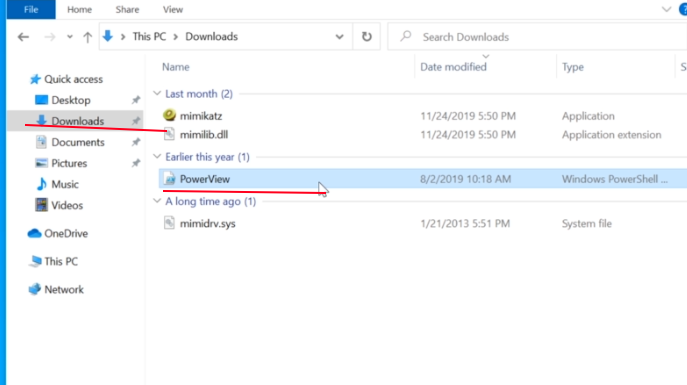 File Home Share View
This PC Downloads Search Downloads
Name Date modified Type S
Quick access
Desktop
Downloads
Documents
Pictures
Music
Videos
OneDrive
This PC
Network
Last month (2)
mimikatz 11/24/2019 5:50 PM Application
mimilib.dll 11/24/2019 5:50 PM Application extension
Earlier this year (1)
PowerView 8/2/2019 10:18 AM Windows PowerShell ...
A long time ago (1)
mimidrv.sys 1/21/2013 5:51 PM System file